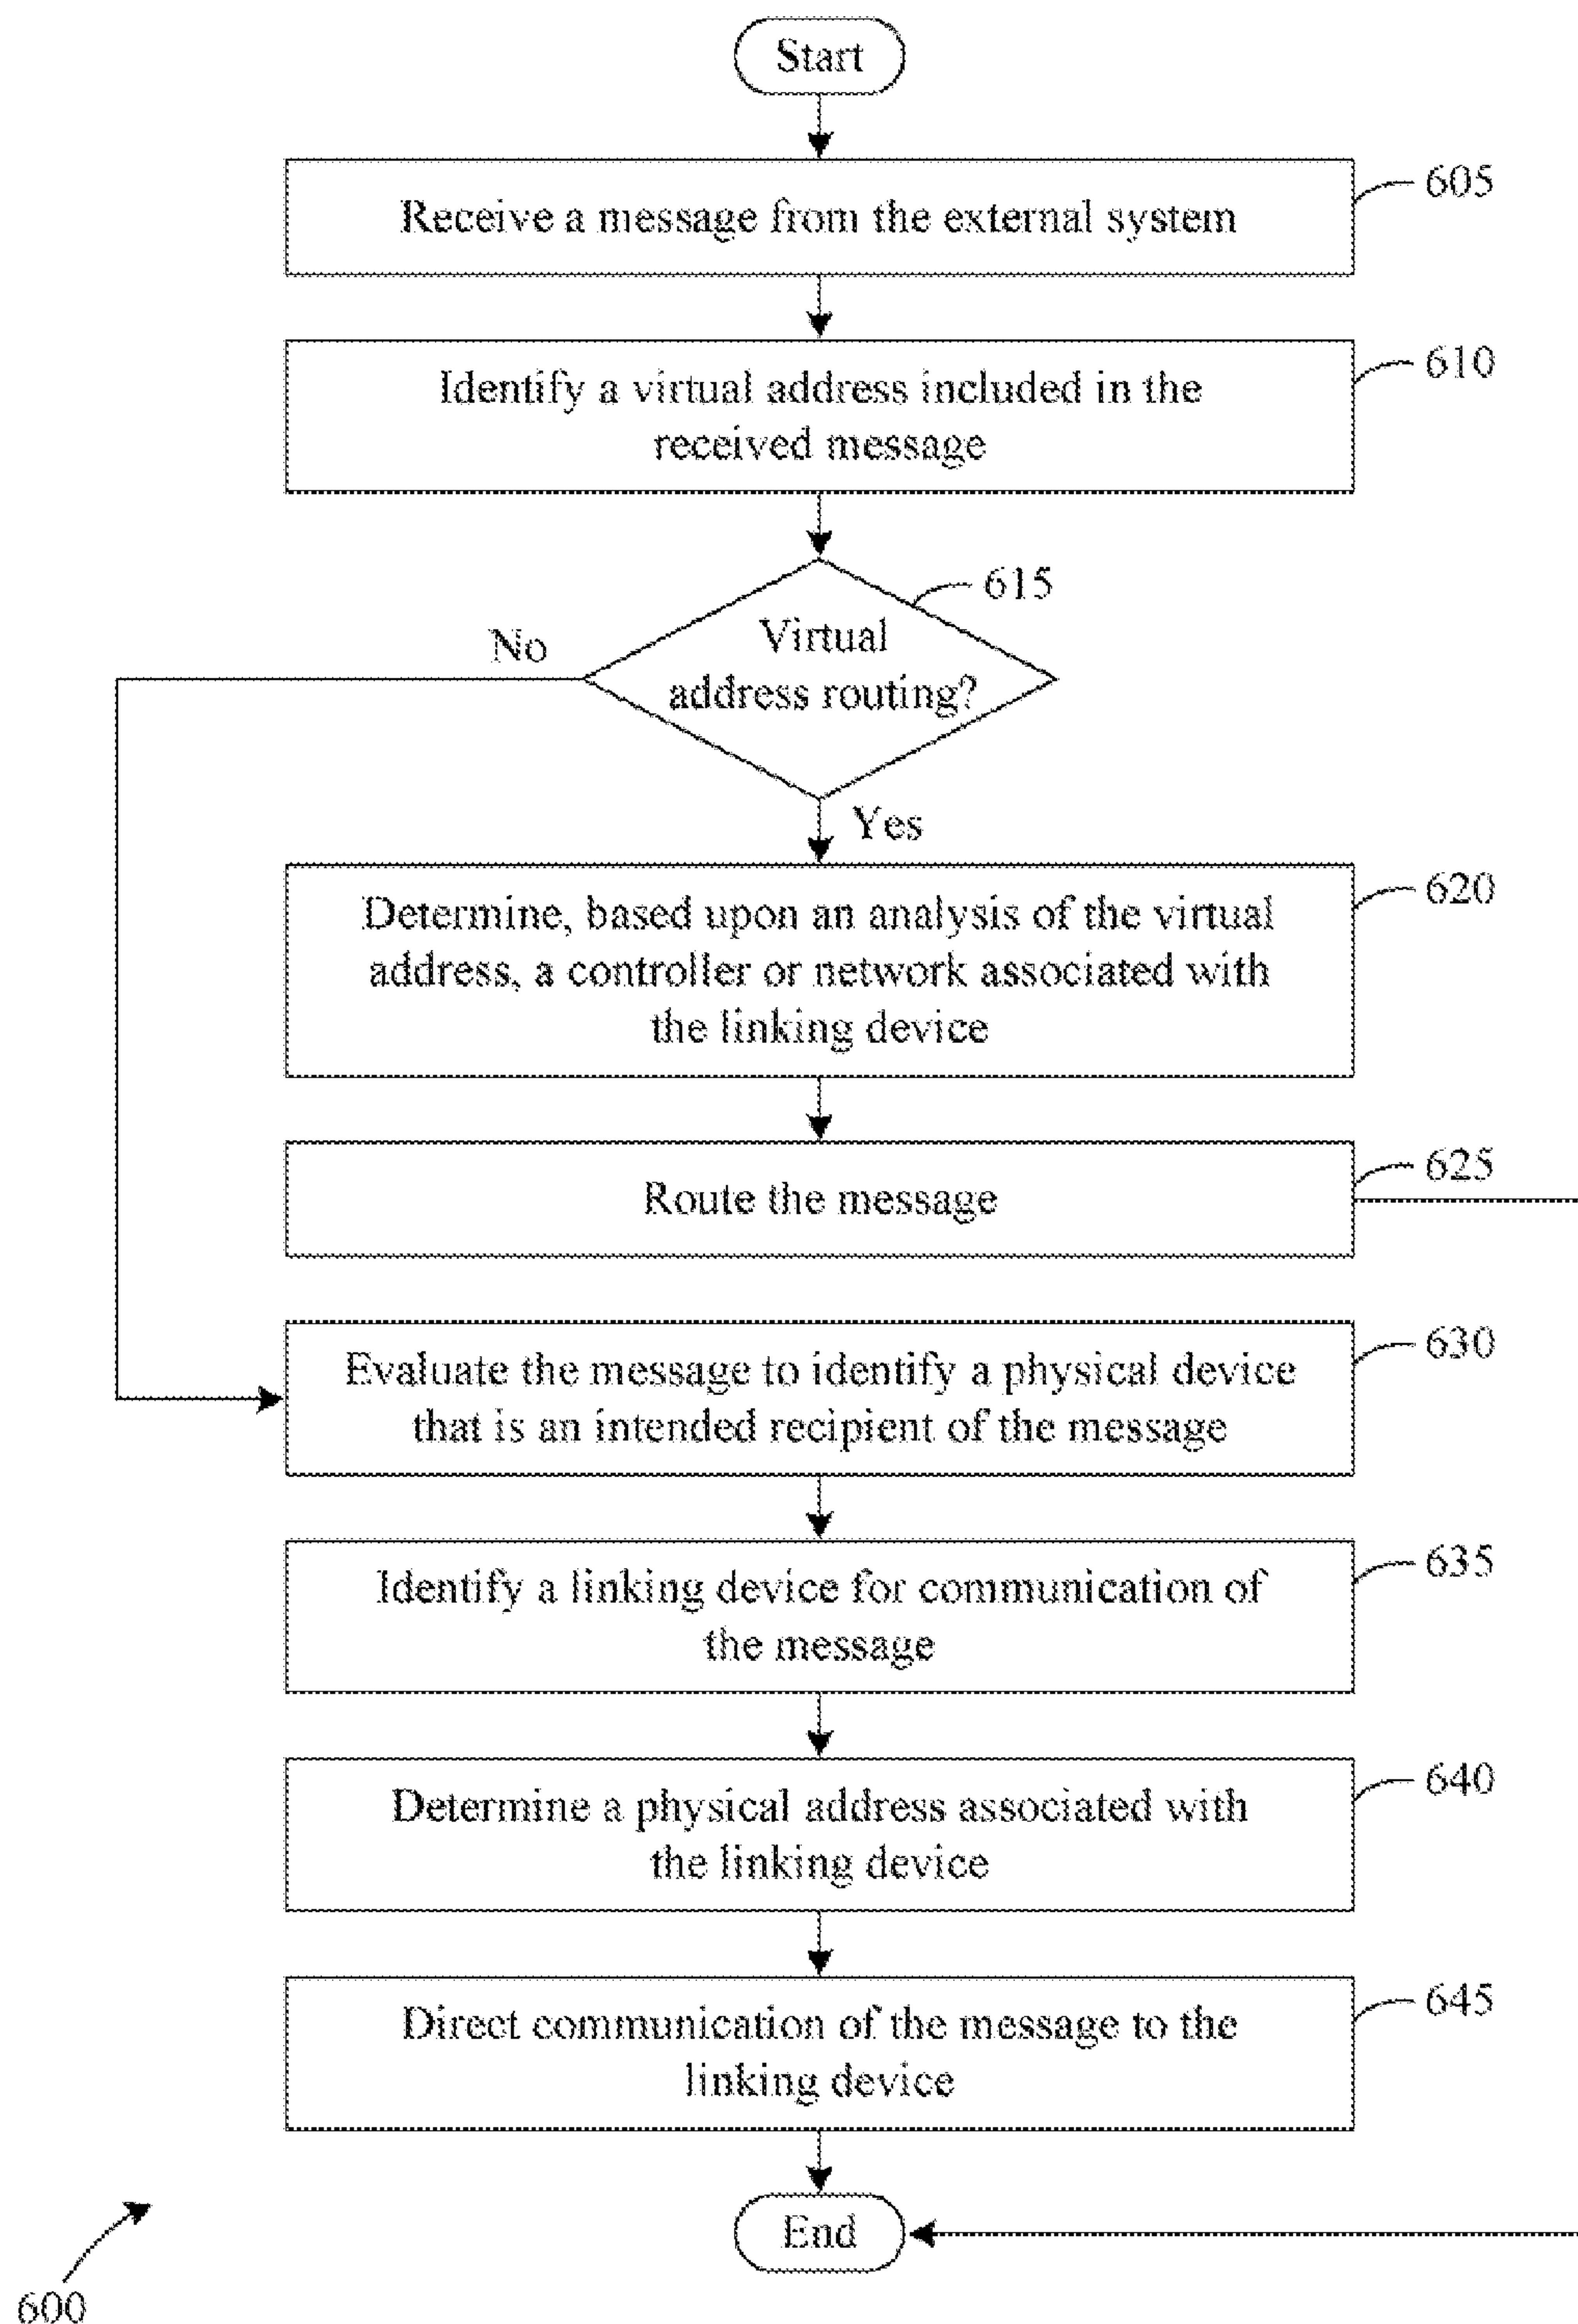 Start
Receive a message from the external system
605
Identify a virtual address included in the
received message
610
615
Virtual
address routing?
No
Yes
Determine, based upon an analysis of the virtual
address, a controller or network associated with
the linking device
620
Route the message
625
Evaluate the message to identify a physical device
that is an intended recipient of the message
630
Identify a linking device for communication of
the message
635
Determine a physical address associated with
the linking device
640
Direct communication of the message to the
linking device
645
End
600